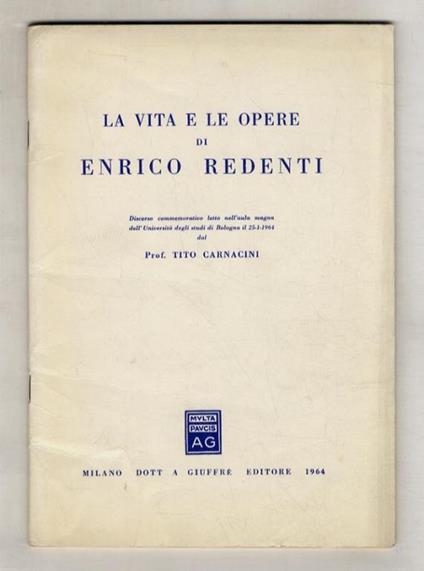 LA VITA E LE OPERE
DI
ENRICO REDENTI
Discorso commemorativo letto nell'aula magna
dell'Università degli studi di Bologna il 25-1-1964
dal
Prof. TITO CARNACINI
MVLTA
PAVCIS
AG
MILANO DOTT A GIUFFRÈ EDITORE 1964